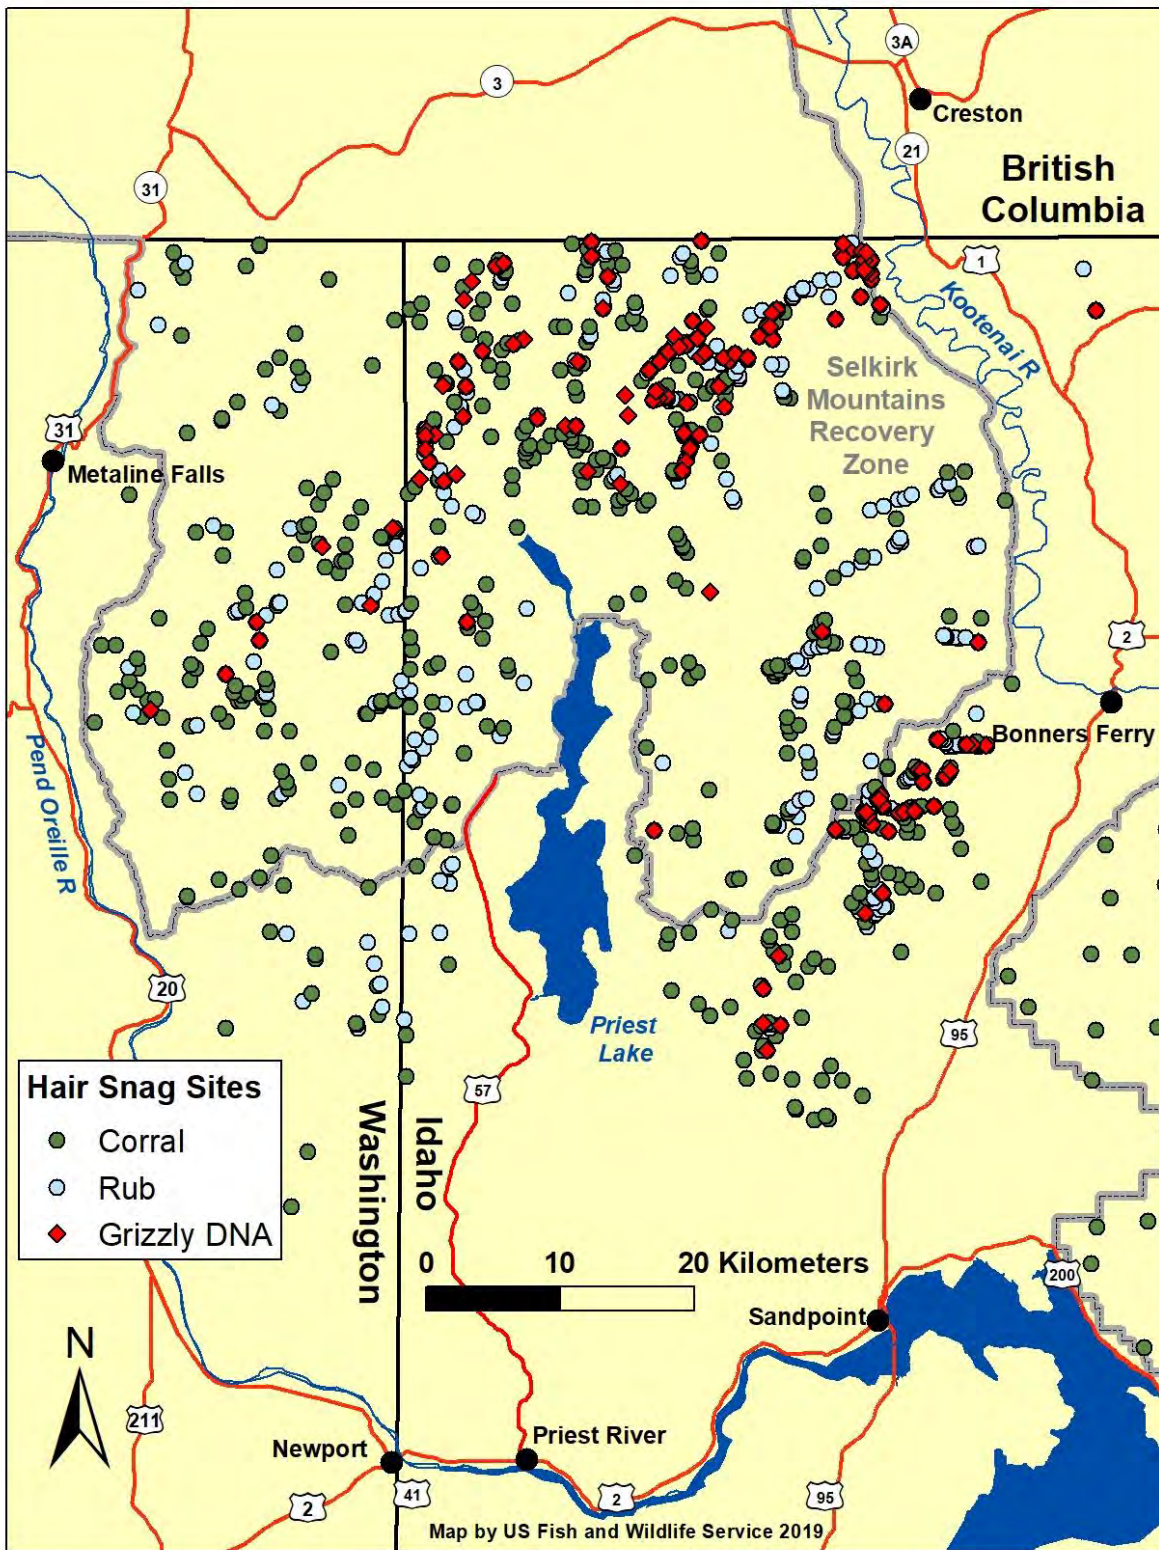 3A
3
Creston
21
British
Columbia
31
1
Kootenai R
Selkirk
Mountains
Recovery
Zone
31
Metaline Falls
2
Bonners Ferry
Pend Oreille R
20
Priest
Lake
95
57
Hair Snag Sites
Corral
Rub
Grizzly DNA
Washington
Idaho
0 10 20 Kilometers
200
Sandpoint
N
211
Newport
Priest River
41
2
2
95
Map by US Fish and Wildlife Service 2019